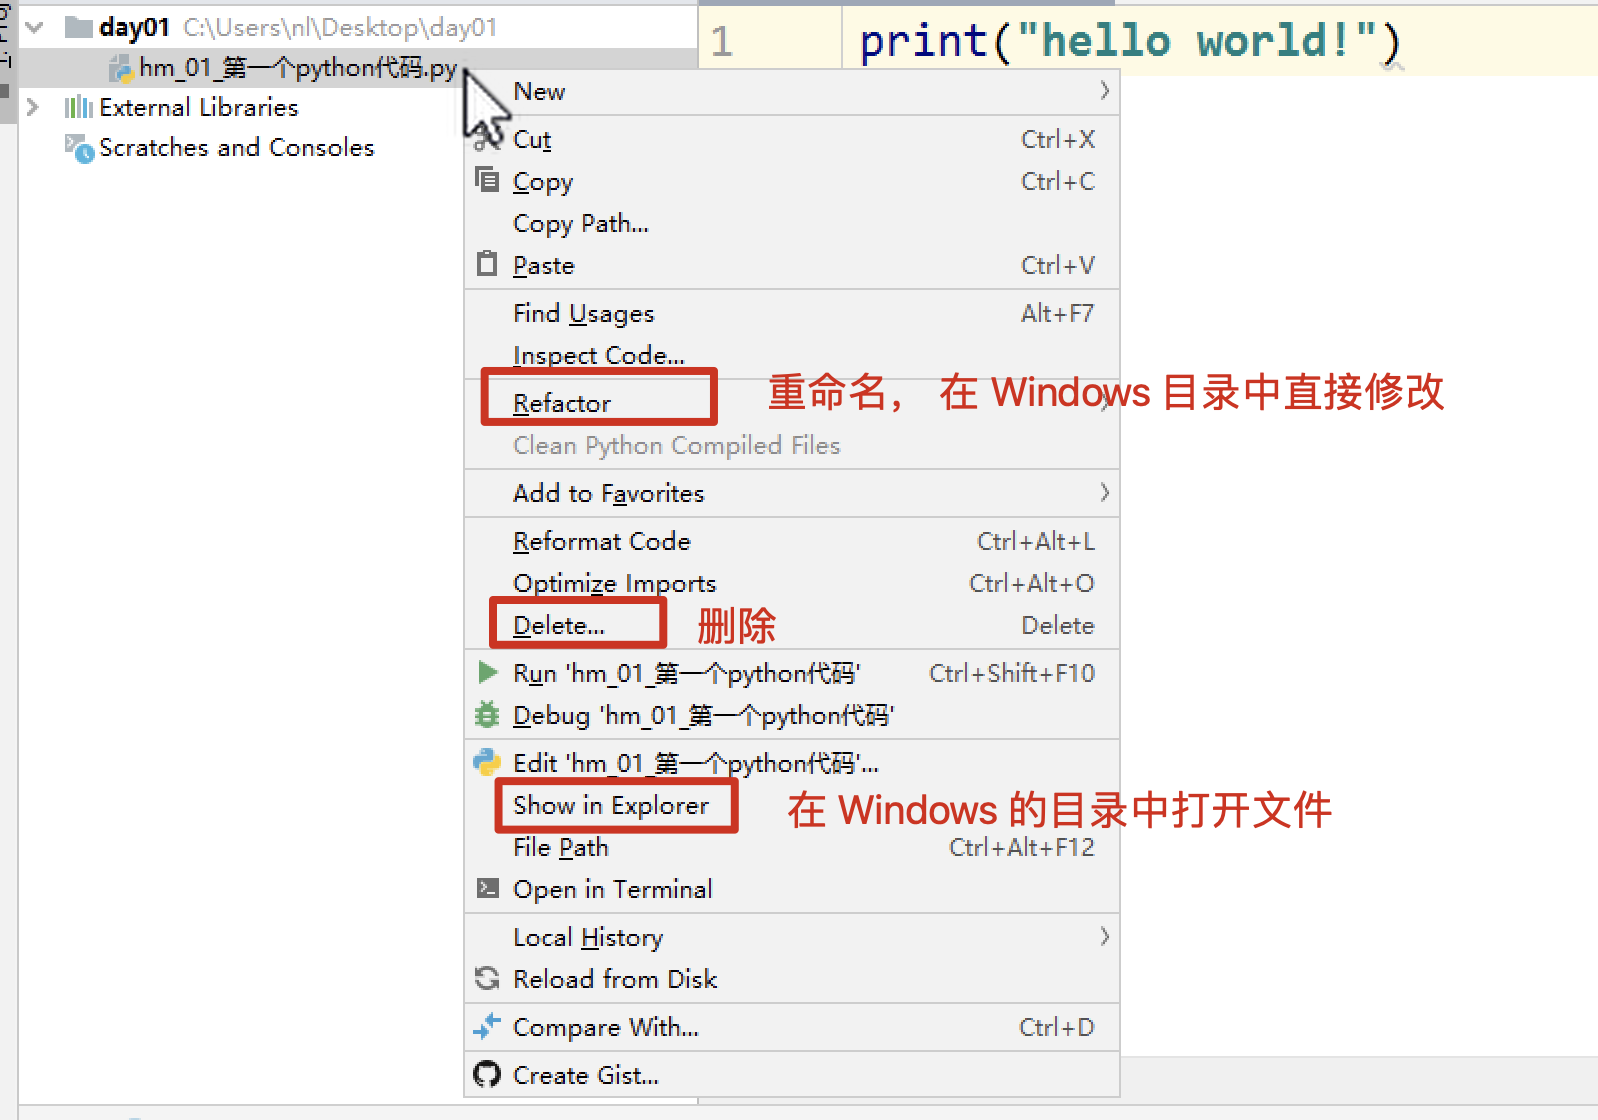 day01 C:\Users\nl\Desktop\day01
hm_01_第一个python代码.py
External Libraries
Scratches and Consoles
1 print("hello world!")
New
Cut Ctrl+X
Copy Ctrl+C
Copy Path...
Paste Ctrl+V
Find Usages Alt+F7
Inspect Code...
Refactor 重命名， 在 Windows 目录中直接修改
Clean Python Compiled Files
Add to Favorites
Reformat Code Ctrl+Alt+L
Optimize Imports Ctrl+Alt+O
Delete... 删除 Delete
Run 'hm_01_第一个python代码' Ctrl+Shift+F10
Debug 'hm_01_第一个python代码'
Edit 'hm_01_第一个python代码'...
Show in Explorer 在 Windows 的目录中打开文件
File Path Ctrl+Alt+F12
Open in Terminal
Local History
Reload from Disk
Compare With... Ctrl+D
Create Gist...